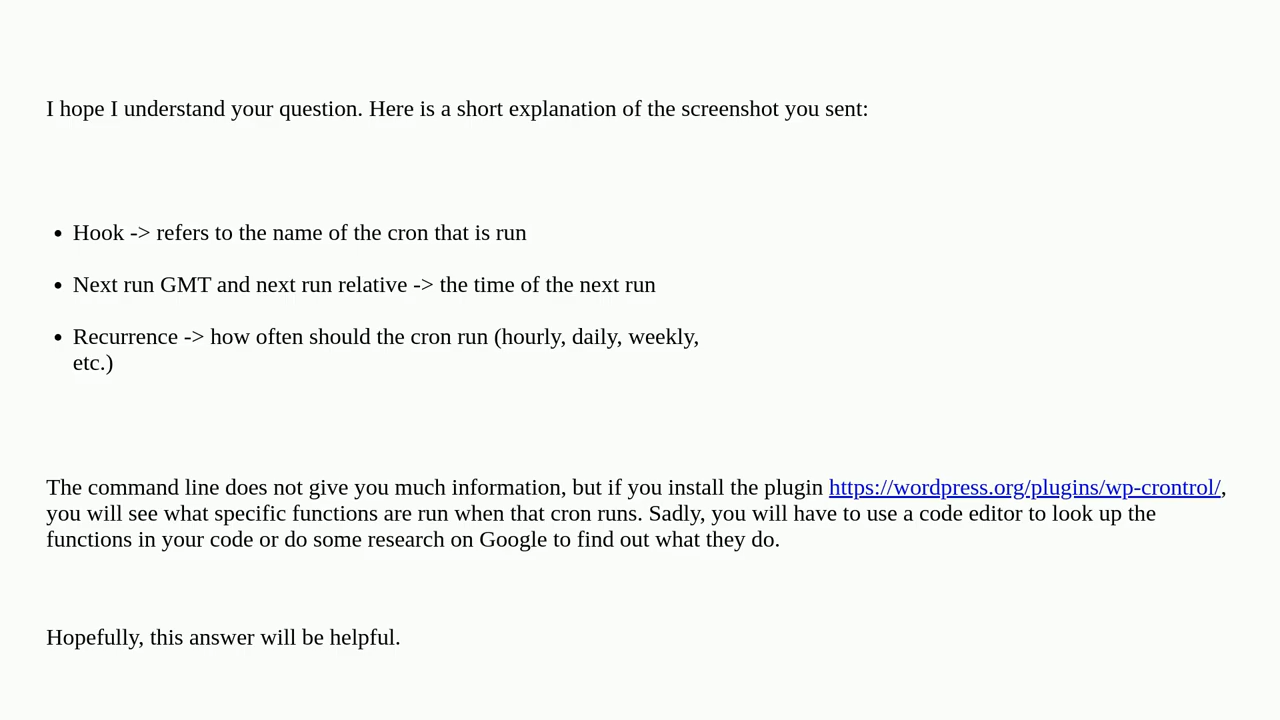 I hope I understand your question. Here is a short explanation of the screenshot you sent:
• Hook -> refers to the name of the cron that is run
• Next run GMT and next run relative -> the time of the next run
• Recurrence -> how often should the cron run (hourly, daily, weekly,
etc.)
The command line does not give you much information, but if you install the plugin https://wordpress.org/plugins/wp-crontrol/,
you will see what specific functions are run when that cron runs. Sadly, you will have to use a code editor to look up the
functions in your code or do some research on Google to find out what they do.
Hopefully, this answer will be helpful.